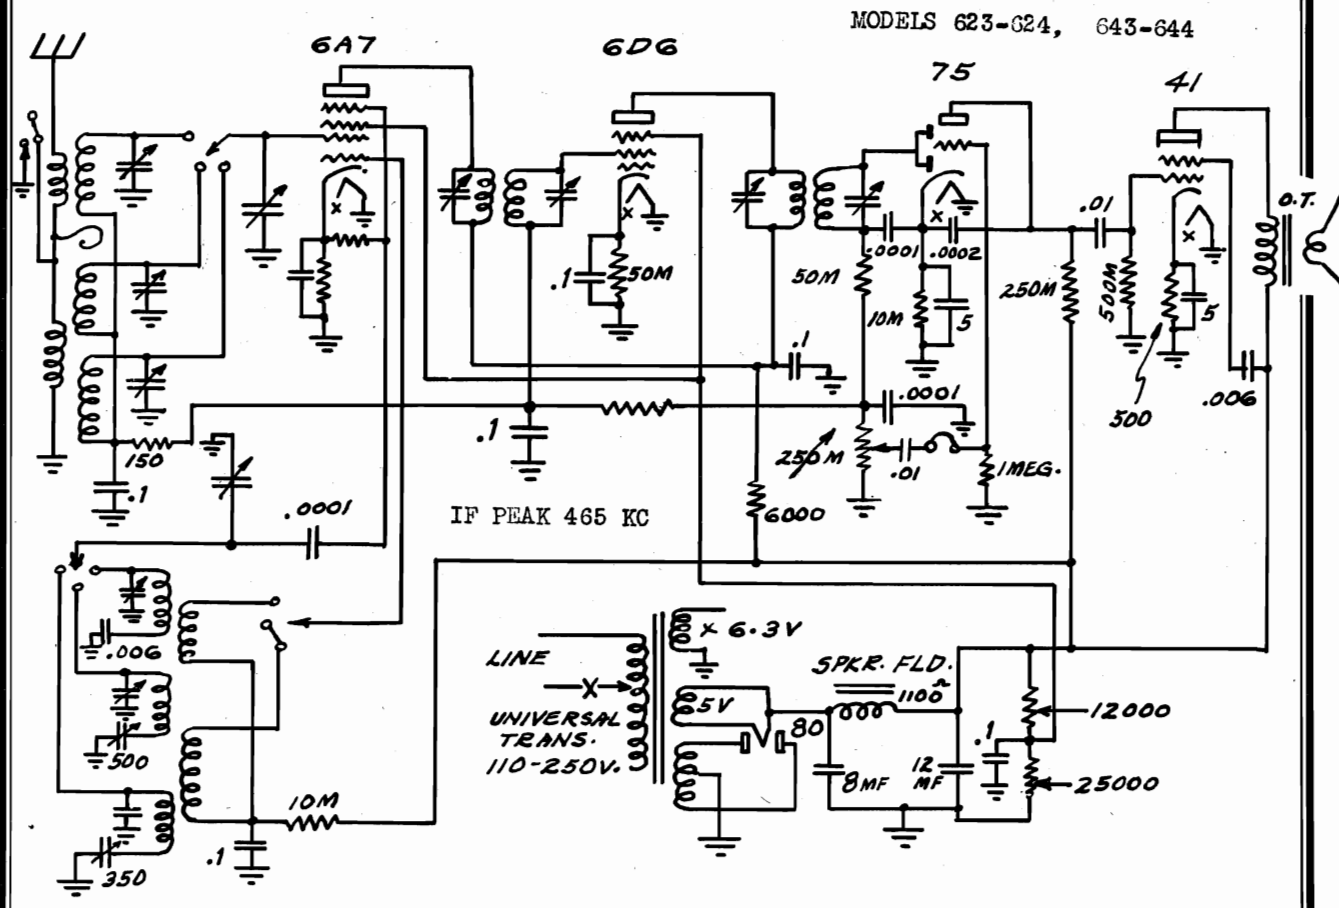 MODELS 623-624, 643-644
6A7
6D6
75
41
O.T.
X
X
X
X
.1
50M
.0001
.0002
50M
10M
5
250M
.01
500M
5
500
.006
.1
.0001
.1
250M
.01
1MEG.
150
.1
.0001
IF PEAK 465 KC
6000
.006
500
350
10M
.1
LINE
X
UNIVERSAL
TRANS.
110-250V.
X 6.3V
5V
80
SPKR. FLD.
1100Ω
8MF
12
MF
.1
12000
25000